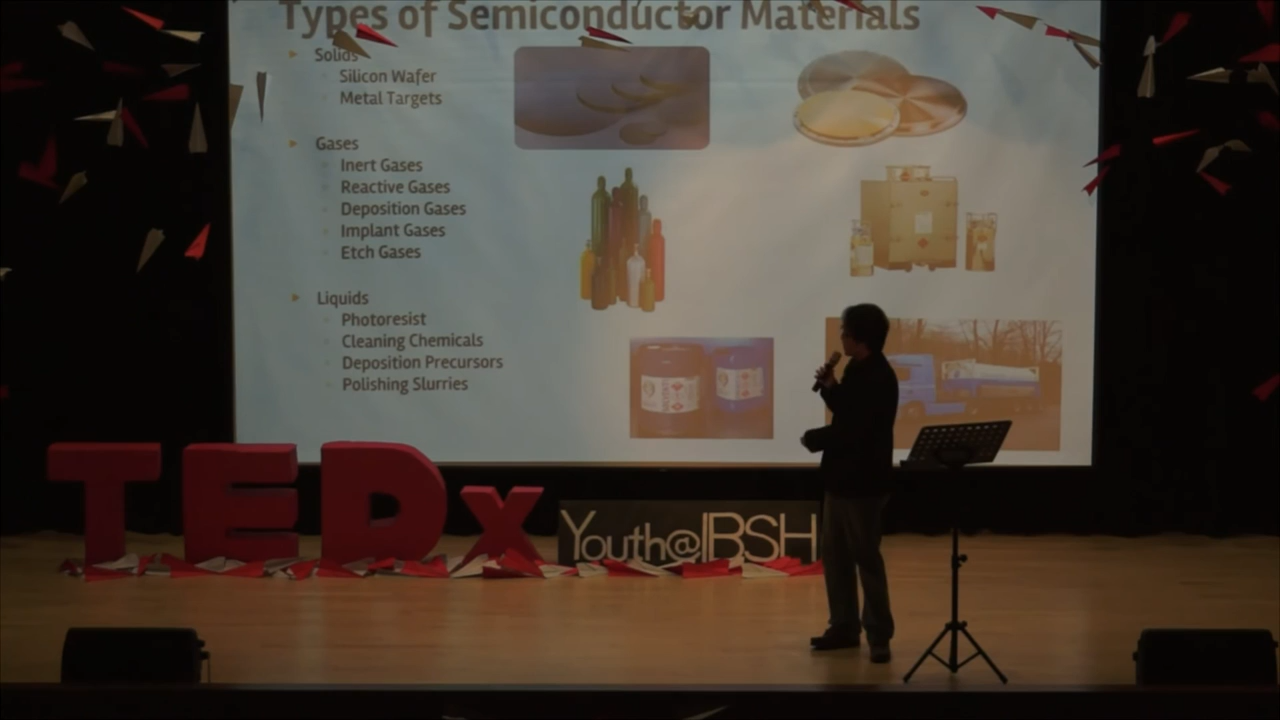 Types of Semiconductor Materials
Solids
Silicon Wafer
Metal Targets
Gases
Inert Gases
Reactive Gases
Deposition Gases
Implant Gases
Etch Gases
Liquids
Photoresist
Cleaning Chemicals
Deposition Precursors
Polishing Slurries
TEDx
Youth@IBSH